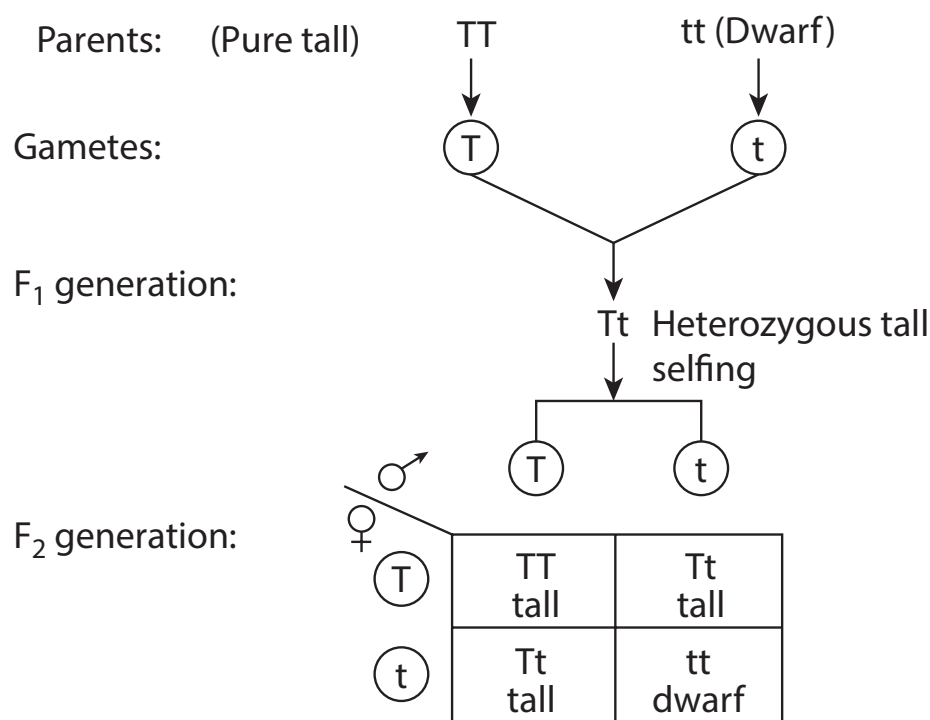 Parents: (Pure tall) TT tt (Dwarf)
Gametes: T t
F₁ generation:
Tt Heterozygous tall
selfing
T t
♂
♀
F₂ generation:
T TT Tt
tall tall
t Tt tt
tall dwarf